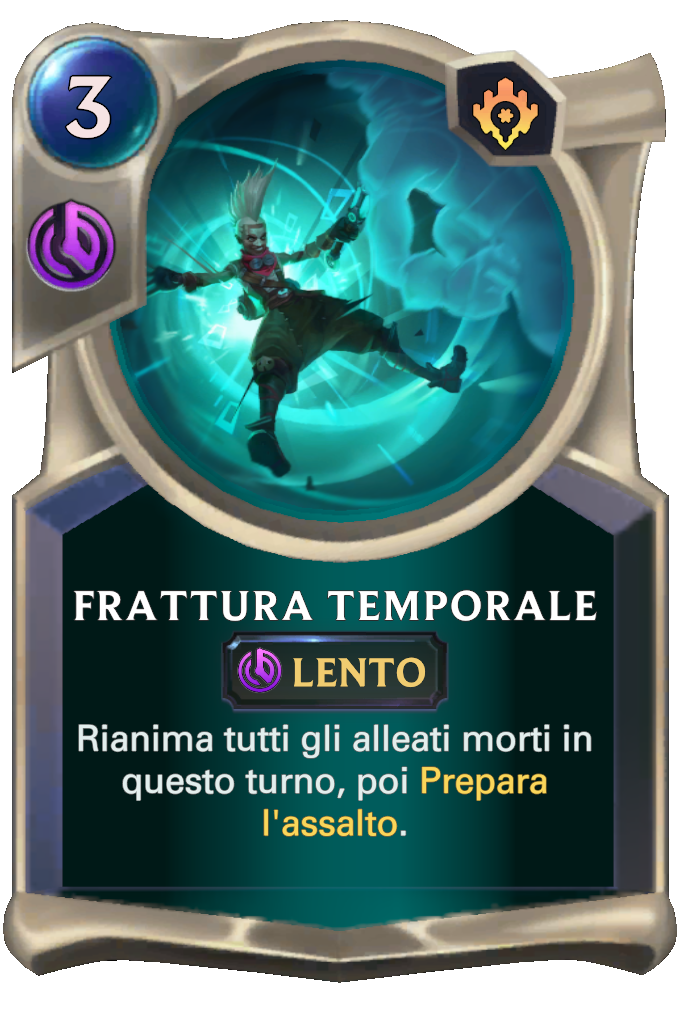 3
FRATTURA TEMPORALE
LENTO
Rianima tutti gli alleati morti in
questo turno, poi Prepara
l'assalto.